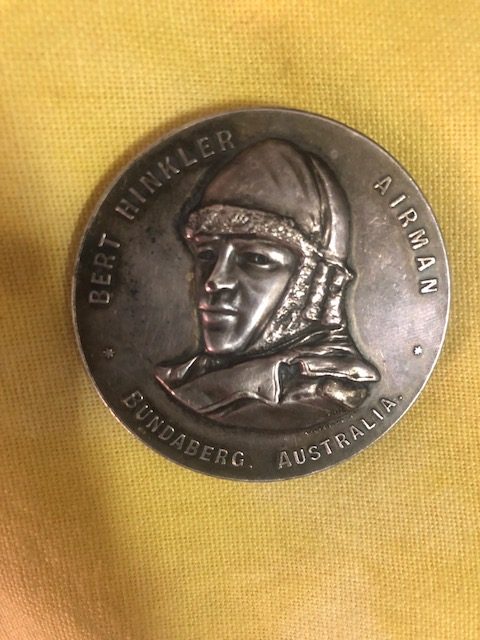 BERT HINKLER AIRMAN
* BUNDABERG. AUSTRALIA. *